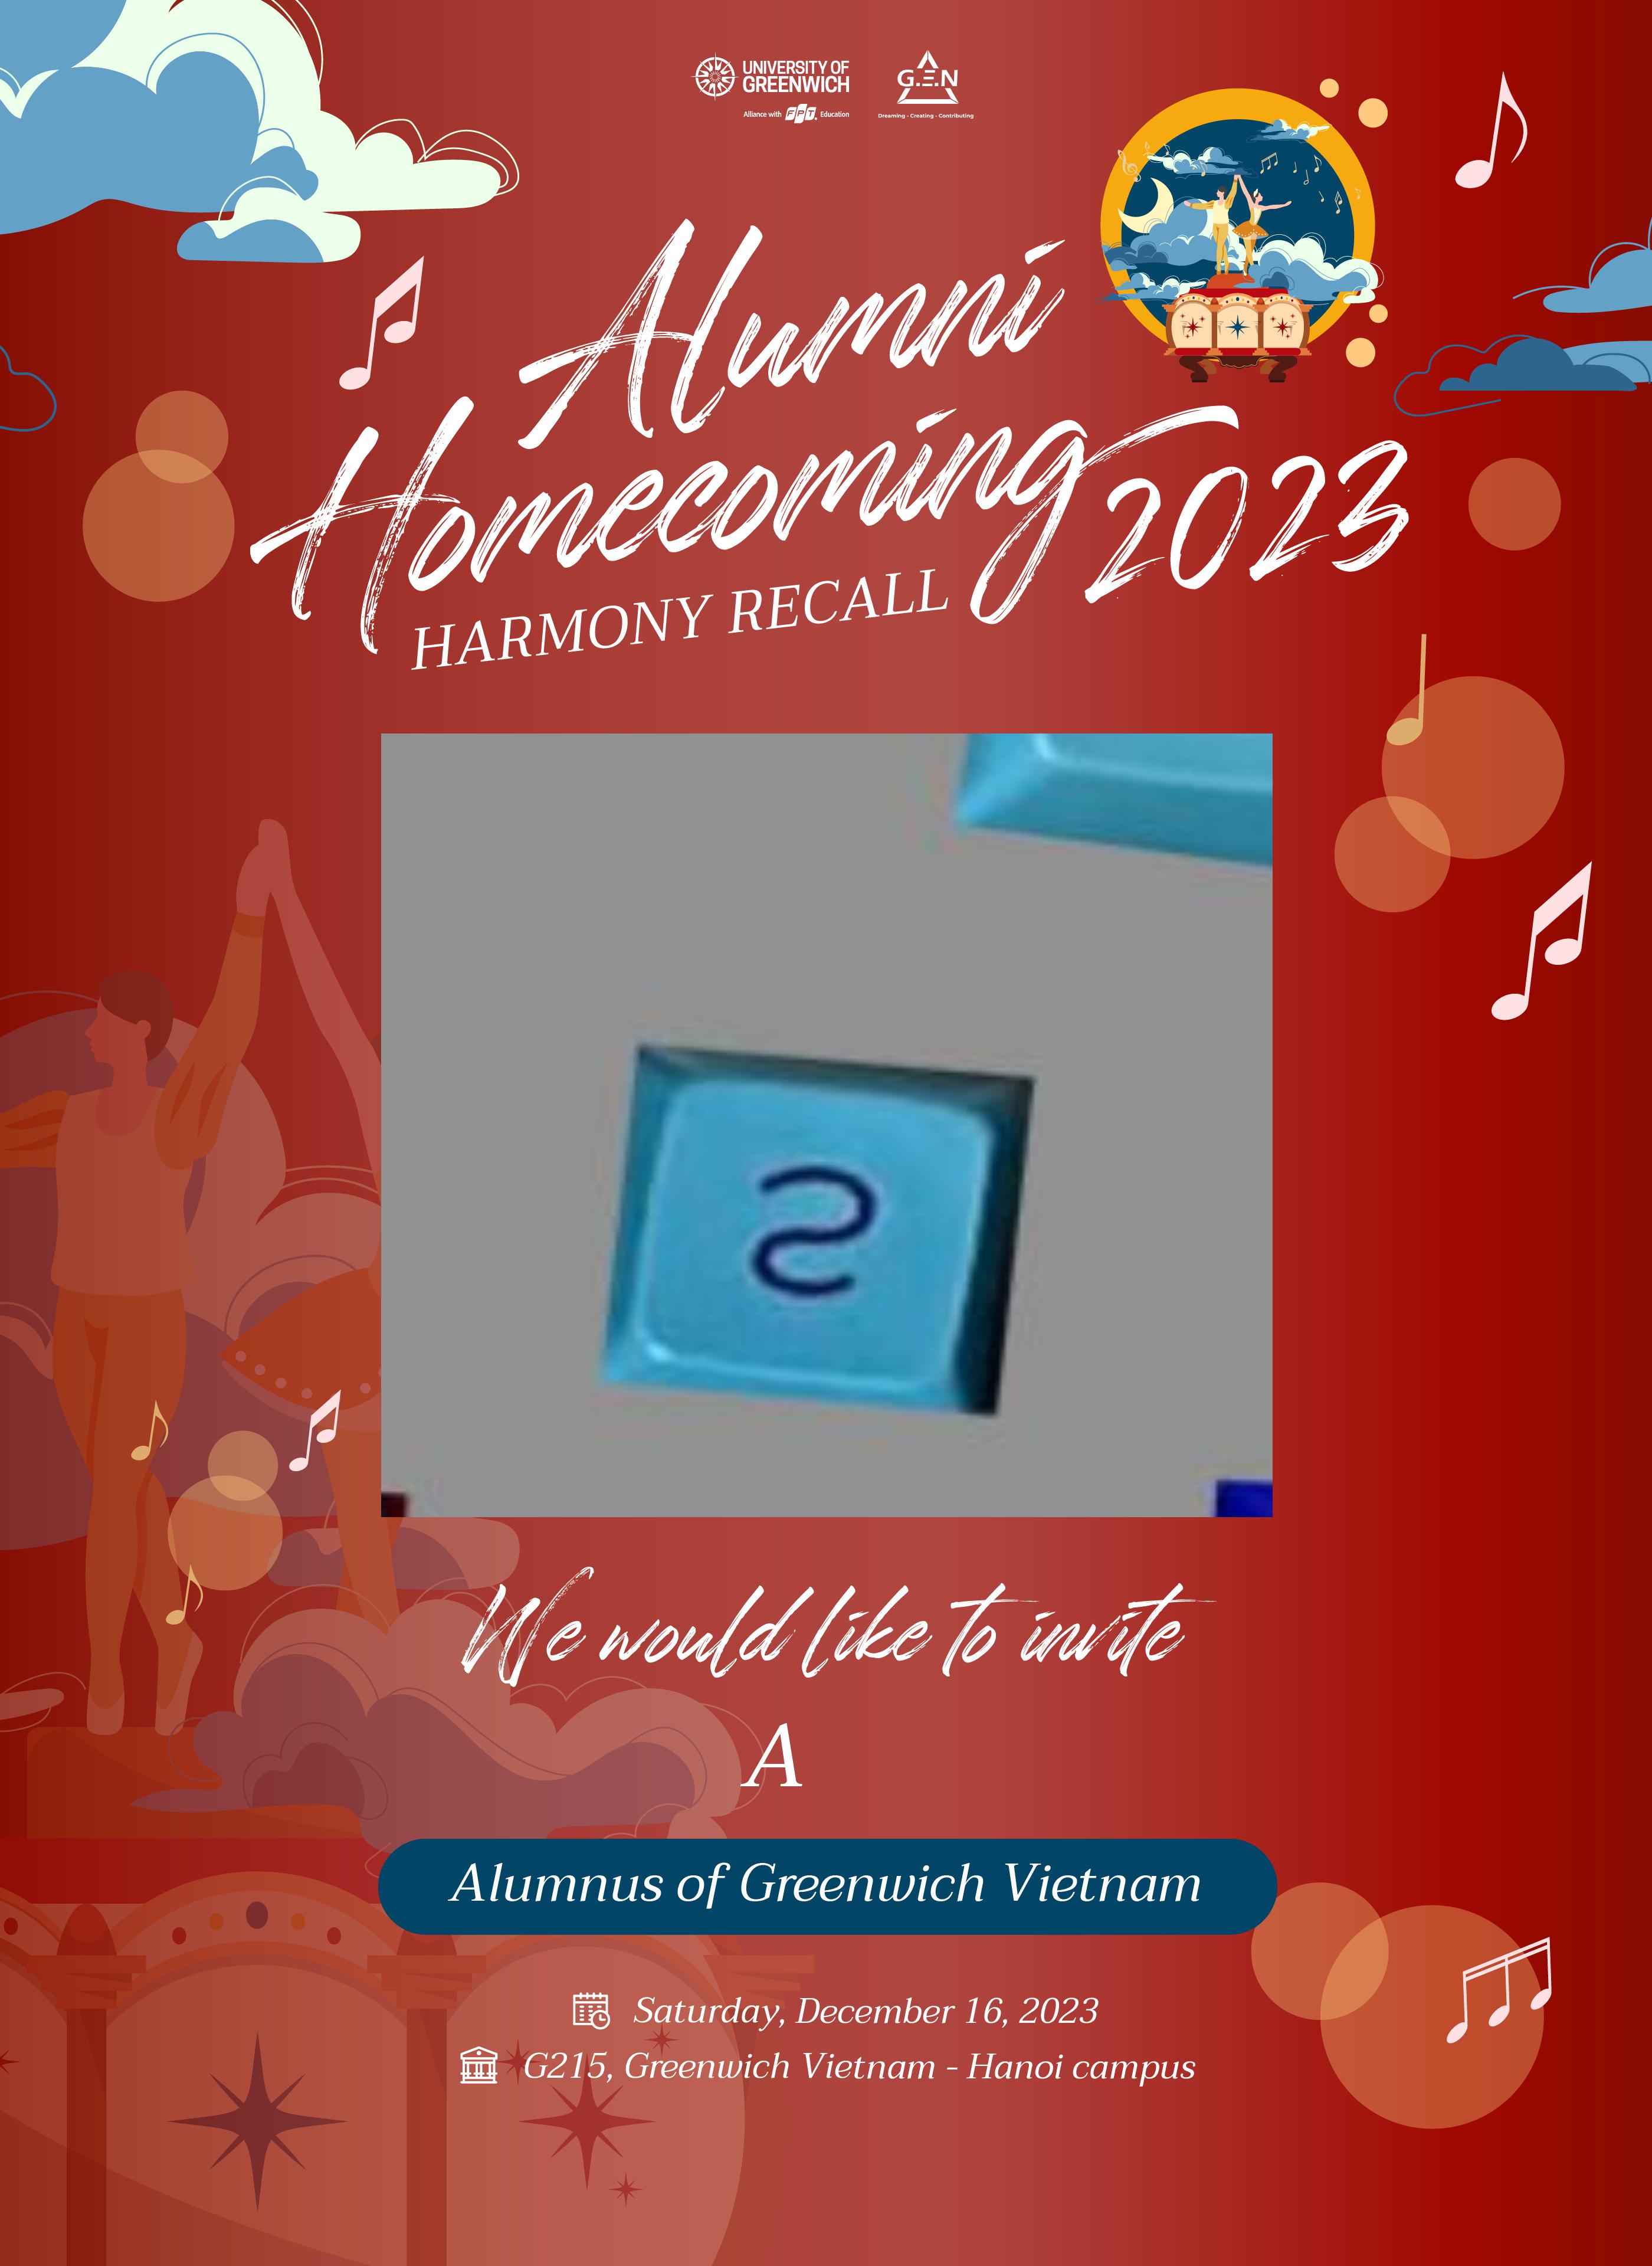 UNIVERSITY OF
GREENWICH
Alliance with FPT. Education
G.E.N
Dreaming - Creating - Contributing
Alumni
Homecoming 2023
HARMONY RECALL
We would like to invite
A
Alumnus of Greenwich Vietnam
Saturday, December 16, 2023
G215, Greenwich Vietnam - Hanoi campus